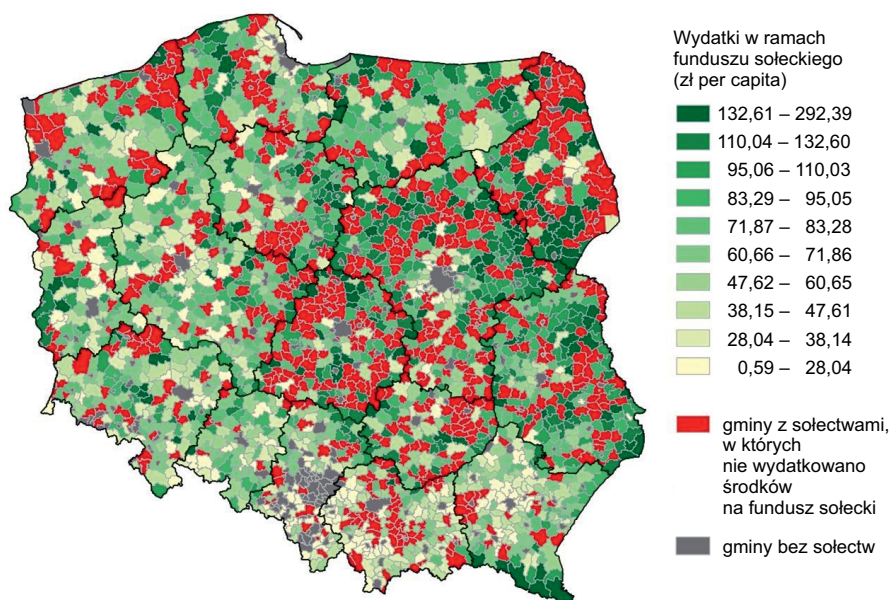 Wydatki w ramach
funduszu sołeckiego
(zł per capita)
132,61 – 292,39
110,04 – 132,60
95,06 – 110,03
83,29 – 95,05
71,87 – 83,28
60,66 – 71,86
47,62 – 60,65
38,15 – 47,61
28,04 – 38,14
0,59 – 28,04
gminy z sołectwami,
w których
nie wydatkowano
środków
na fundusz sołecki
gminy bez sołectw